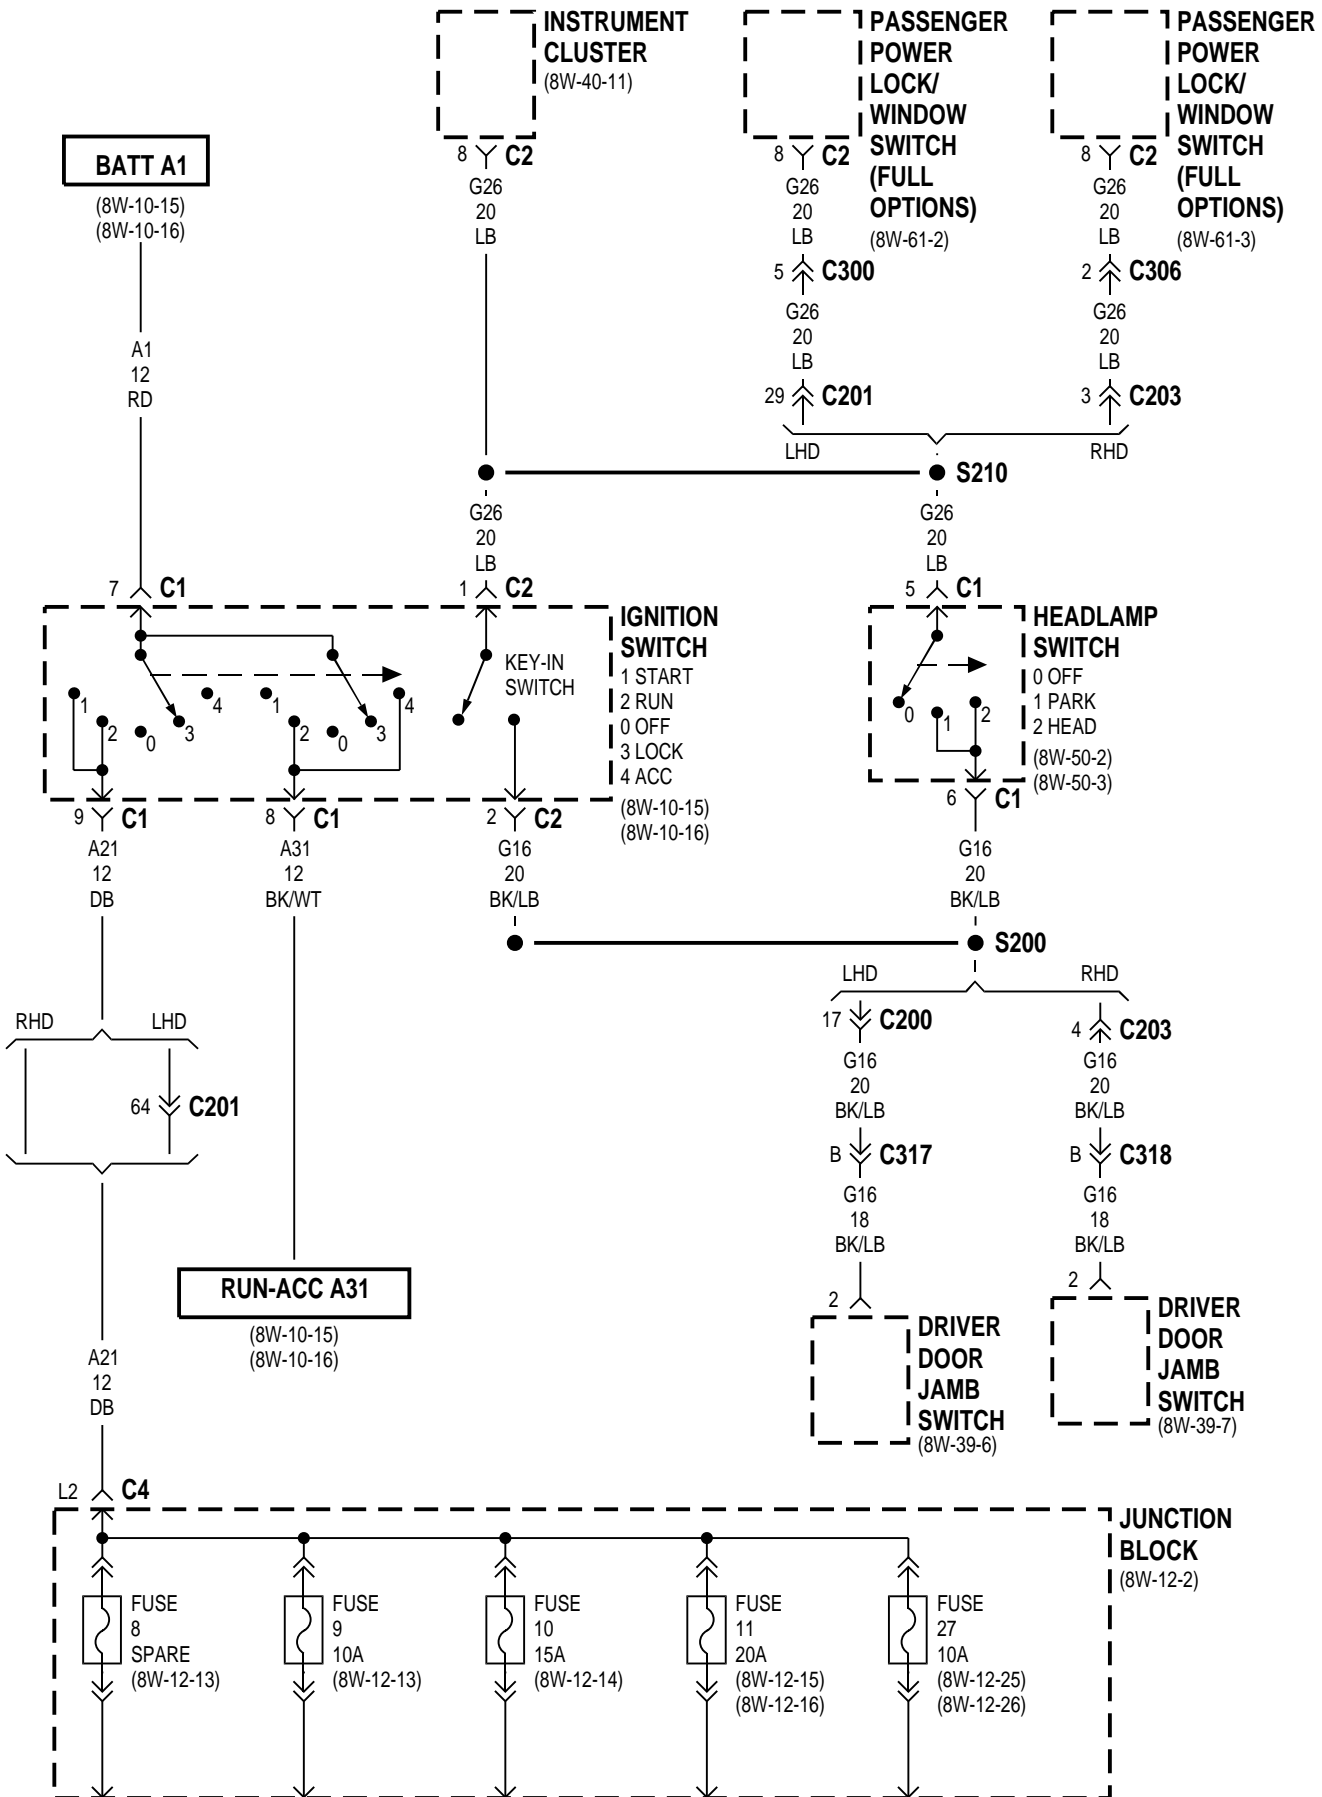 INSTRUMENT
CLUSTER
(8W-40-11)
PASSENGER
POWER
LOCK/
WINDOW
SWITCH
(FULL
OPTIONS)
(8W-61-2)
PASSENGER
POWER
LOCK/
WINDOW
SWITCH
(FULL
OPTIONS)
(8W-61-3)
BATT A1
(8W-10-15)
(8W-10-16)
8 C2
G26
20
LB
8 C2
G26
20
LB
5 C300
G26
20
LB
29 C201
8 C2
G26
20
LB
2 C306
G26
20
LB
3 C203
LHD
RHD
A1
12
RD
S210
G26
20
LB
G26
20
LB
7 C1
1 C2
5 C1
IGNITION
SWITCH
1 START
2 RUN
0 OFF
3 LOCK
4 ACC
(8W-10-15)
(8W-10-16)
KEY-IN
SWITCH
1
2
0
3
4
1
2
0
3
4
HEADLAMP
SWITCH
0 OFF
1 PARK
2 HEAD
(8W-50-2)
(8W-50-3)
0
1
2
9 C1
A21
12
DB
8 C1
A31
12
BK/WT
2 C2
G16
20
BK/LB
6 C1
G16
20
BK/LB
S200
LHD
RHD
RHD
LHD
64 C201
17 C200
G16
20
BK/LB
B C317
G16
18
BK/LB
2
4 C203
G16
20
BK/LB
B C318
G16
18
BK/LB
2
RUN-ACC A31
(8W-10-15)
(8W-10-16)
DRIVER
DOOR
JAMB
SWITCH
(8W-39-6)
DRIVER
DOOR
JAMB
SWITCH
(8W-39-7)
A21
12
DB
L2 C4
JUNCTION
BLOCK
(8W-12-2)
FUSE
8
SPARE
(8W-12-13)
FUSE
9
10A
(8W-12-13)
FUSE
10
15A
(8W-12-14)
FUSE
11
20A
(8W-12-15)
(8W-12-16)
FUSE
27
10A
(8W-12-25)
(8W-12-26)